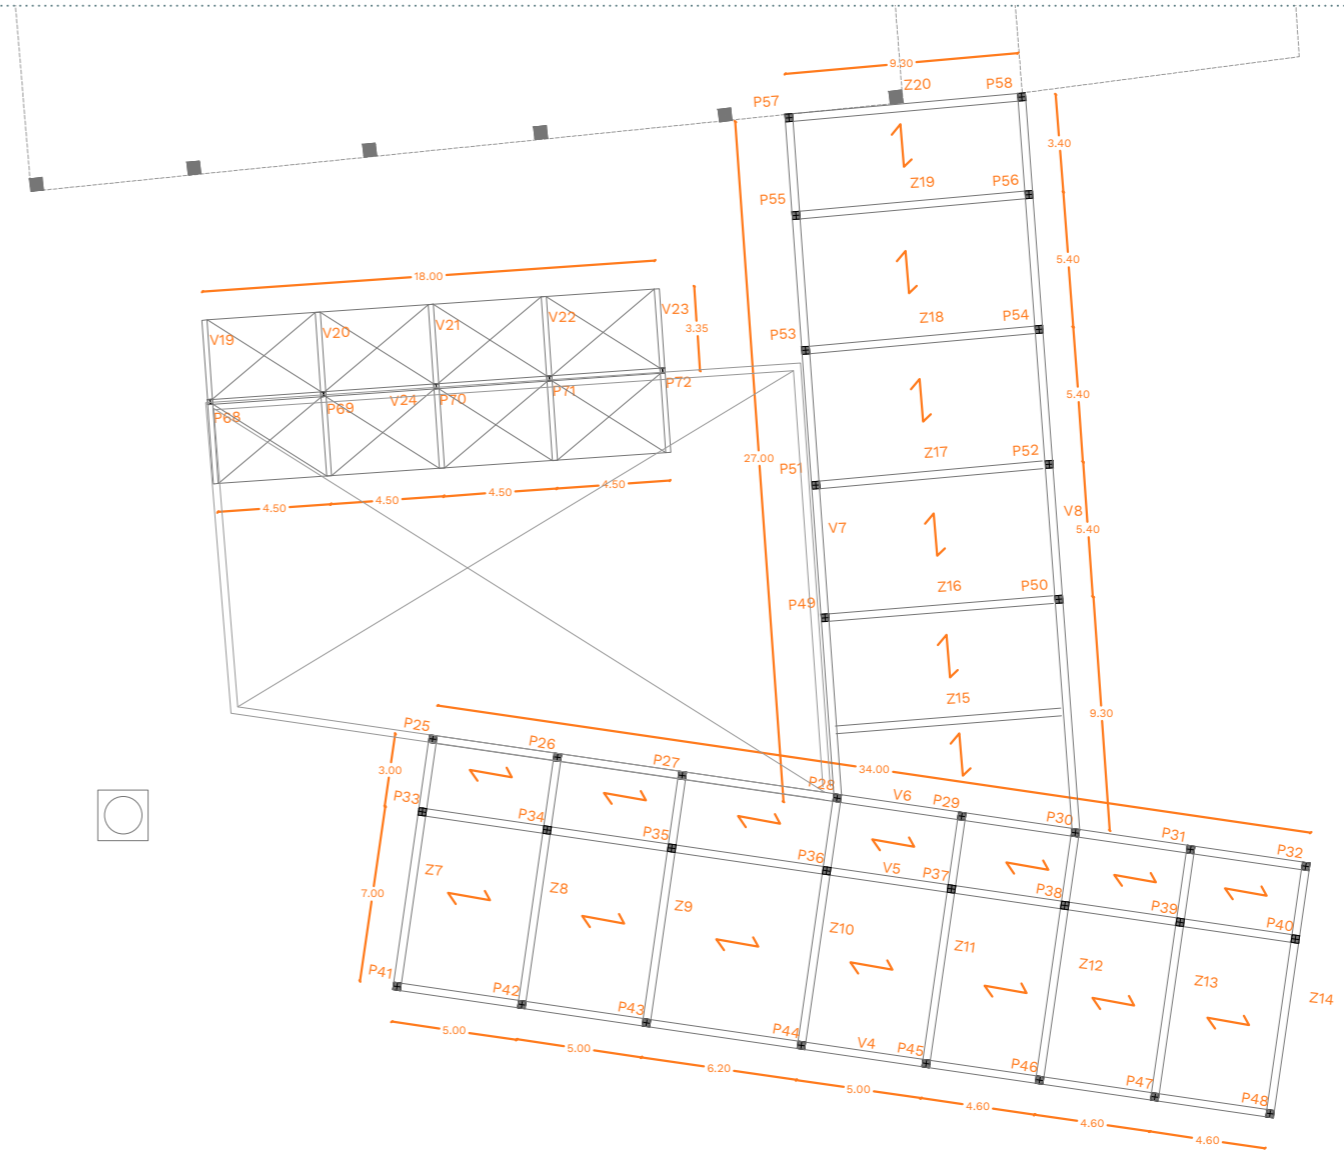 9.30
Z20
P58
P57
3.40
Z19
P56
P55
5.40
18.00
V23
V22
V21
V20
V19
3.35
Z18
P54
P53
P72
P71
P70
V24
P69
P68
5.40
27.00
Z17
P52
P51
4.50
4.50
4.50
4.50
V7
V8
5.40
Z16
P50
P49
Z15
9.30
P25
P26
P27
34.00
P28
V6
P29
P30
P31
P32
3.00
P33
P34
P35
P36
V5
P37
P38
P39
P40
7.00
Z7
Z8
Z9
Z10
Z11
Z12
Z13
Z14
P41
P42
P43
P44
V4
P45
P46
P47
P48
5.00
5.00
6.20
5.00
4.60
4.60
4.60